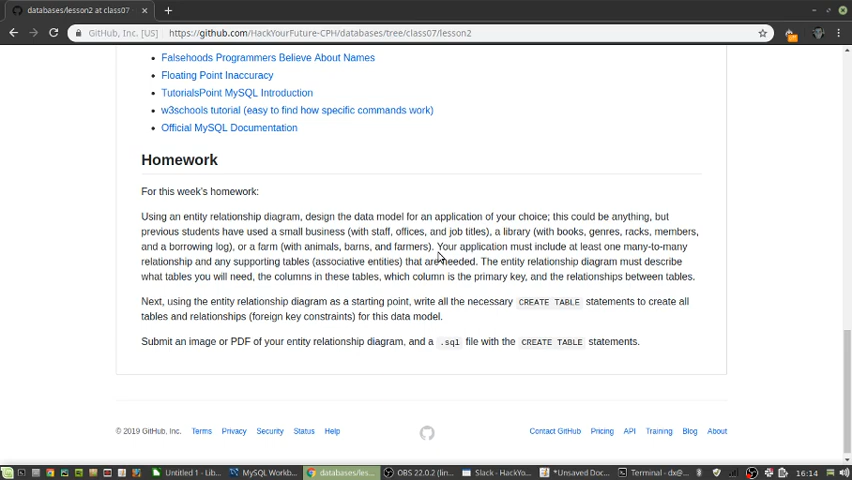 databases/lesson2 at class07
GitHub, Inc. [US]
https://github.com/HackYourFuture-CPH/databases/tree/class07/lesson2
Falsehoods Programmers Believe About Names
Floating Point Inaccuracy
TutorialsPoint MySQL Introduction
w3schools tutorial (easy to find how specific commands work)
Official MySQL Documentation
Homework
For this week's homework:
Using an entity relationship diagram, design the data model for an application of your choice; this could be anything, but
previous students have used a small business (with staff, offices, and job titles), a library (with books, genres, racks, members,
and a borrowing log), or a farm (with animals, barns, and farmers). Your application must include at least one many-to-many
relationship and any supporting tables (associative entities) that are needed. The entity relationship diagram must describe
what tables you will need, the columns in these tables, which column is the primary key, and the relationships between tables.
Next, using the entity relationship diagram as a starting point, write all the necessary CREATE TABLE statements to create all
tables and relationships (foreign key constraints) for this data model.
Submit an image or PDF of your entity relationship diagram, and a .sql file with the CREATE TABLE statements.
© 2019 GitHub, Inc. Terms Privacy Security Status Help Contact GitHub Pricing API Training Blog About
Untitled 1 - Lib... MySQL Workb... databases/les... OBS 22.0.2 (lin... Slack - HackYo... *Unsaved Doc... Terminal - dx@... 16:14